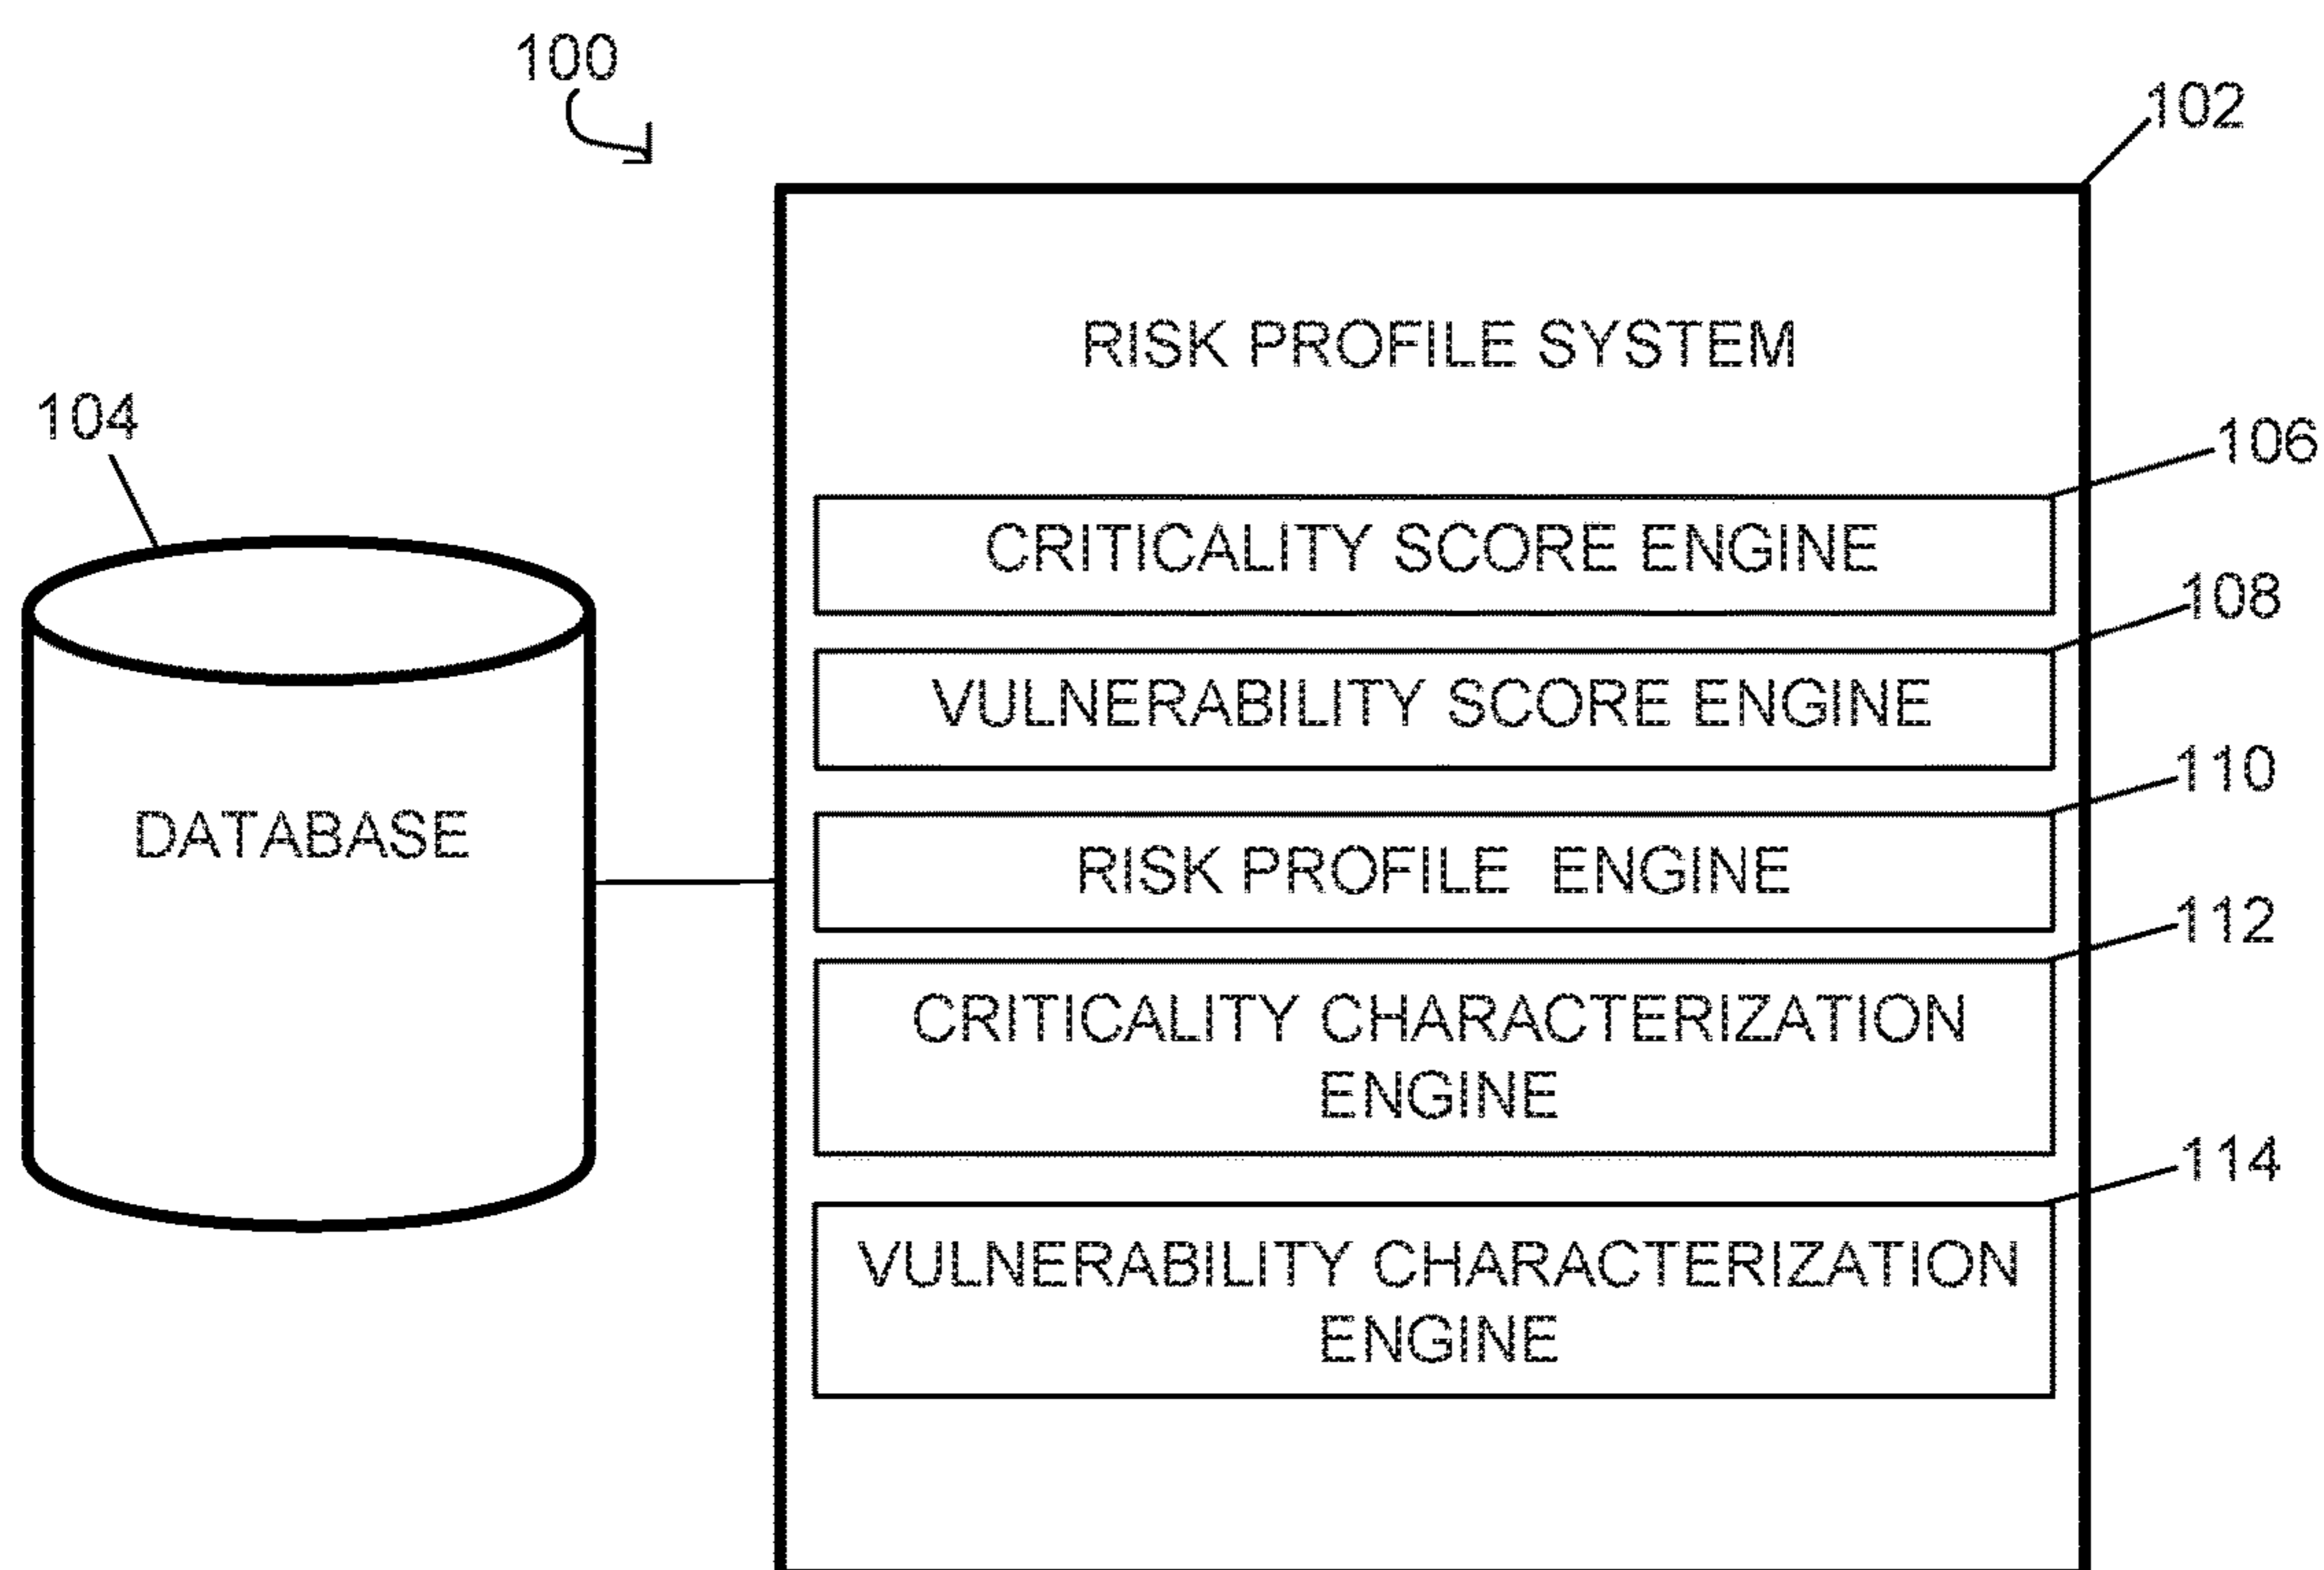 100
102
RISK PROFILE SYSTEM
104
106
CRITICALITY SCORE ENGINE
108
VULNERABILITY SCORE ENGINE
110
DATABASE
RISK PROFILE ENGINE
112
CRITICALITY CHARACTERIZATION
ENGINE
114
VULNERABILITY CHARACTERIZATION
ENGINE